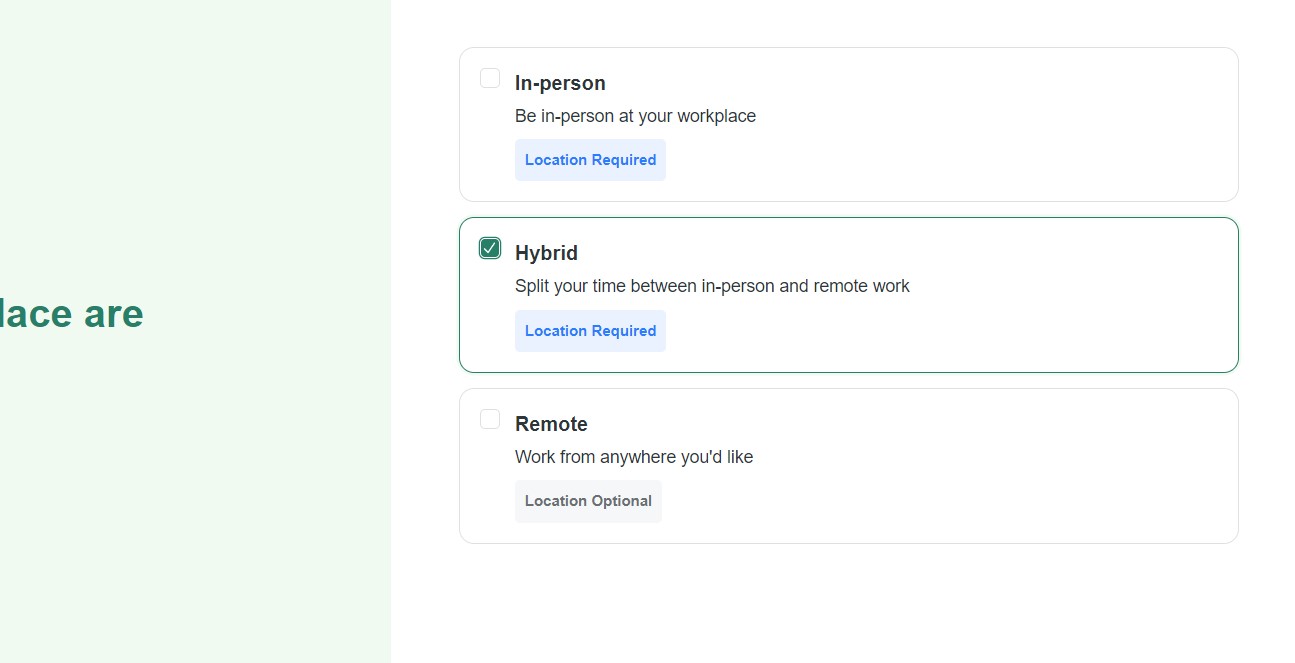 lace are
In-person
Be in-person at your workplace
Location Required
Hybrid
Split your time between in-person and remote work
Location Required
Remote
Work from anywhere you'd like
Location Optional